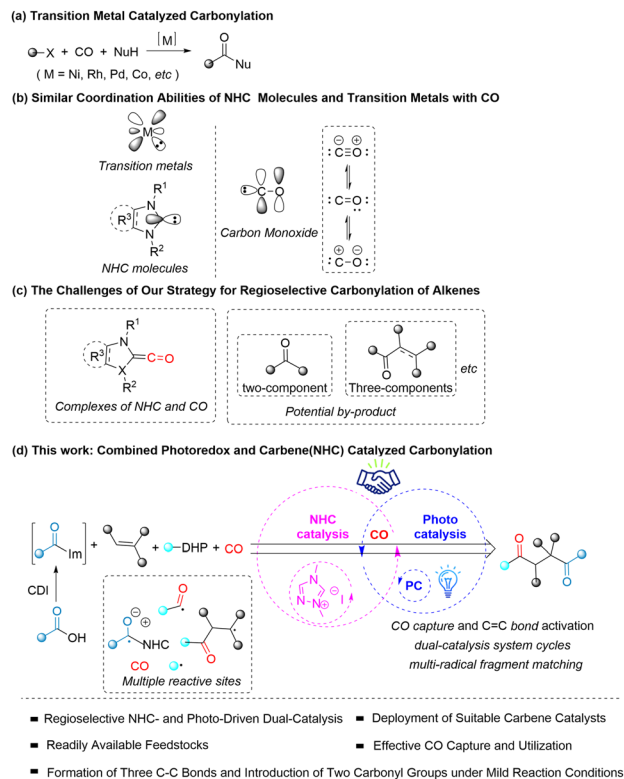 (a) Transition Metal Catalyzed Carbonylation
X + CO + NuH
[M]
O
Nu
( M = Ni, Rh, Pd, Co, etc )
(b) Similar Coordination Abilities of NHC Molecules and Transition Metals with CO
M
Transition metals
R¹
N
R³
N
R²
NHC molecules
C O
Carbon Monoxide
⊖ ⊕
:C≡O:
:C=O:
⊕ ⊖
:C-O:
(c) The Challenges of Our Strategy for Regioselective Carbonylation of Alkenes
R¹
N
R³
C=O
X
R²
Complexes of NHC and CO
O
two-component
O
Three-components
etc
Potential by-product
(d) This work: Combined Photoredox and Carbene(NHC) Catalyzed Carbonylation
O
Im
+
+
DHP + CO
NHC
catalysis
CO
Photo
catalysis
O
O
CDI
O
OH
O
O ⊖
⊕
NHC
CO
O
Multiple reactive sites
N
N
N
⊕
⊖
I
PC
CO capture and C=C bond activation
dual-catalysis system cycles
multi-radical fragment matching
■ Regioselective NHC- and Photo-Driven Dual-Catalysis
■ Deployment of Suitable Carbene Catalysts
■ Readily Available Feedstocks
■ Effective CO Capture and Utilization
■ Formation of Three C-C Bonds and Introduction of Two Carbonyl Groups under Mild Reaction Conditions